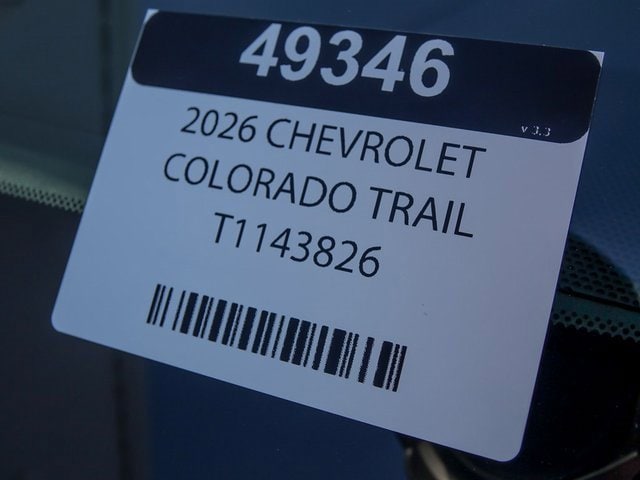 49346
v 3.3
2026 CHEVROLET
COLORADO TRAIL
T1143826